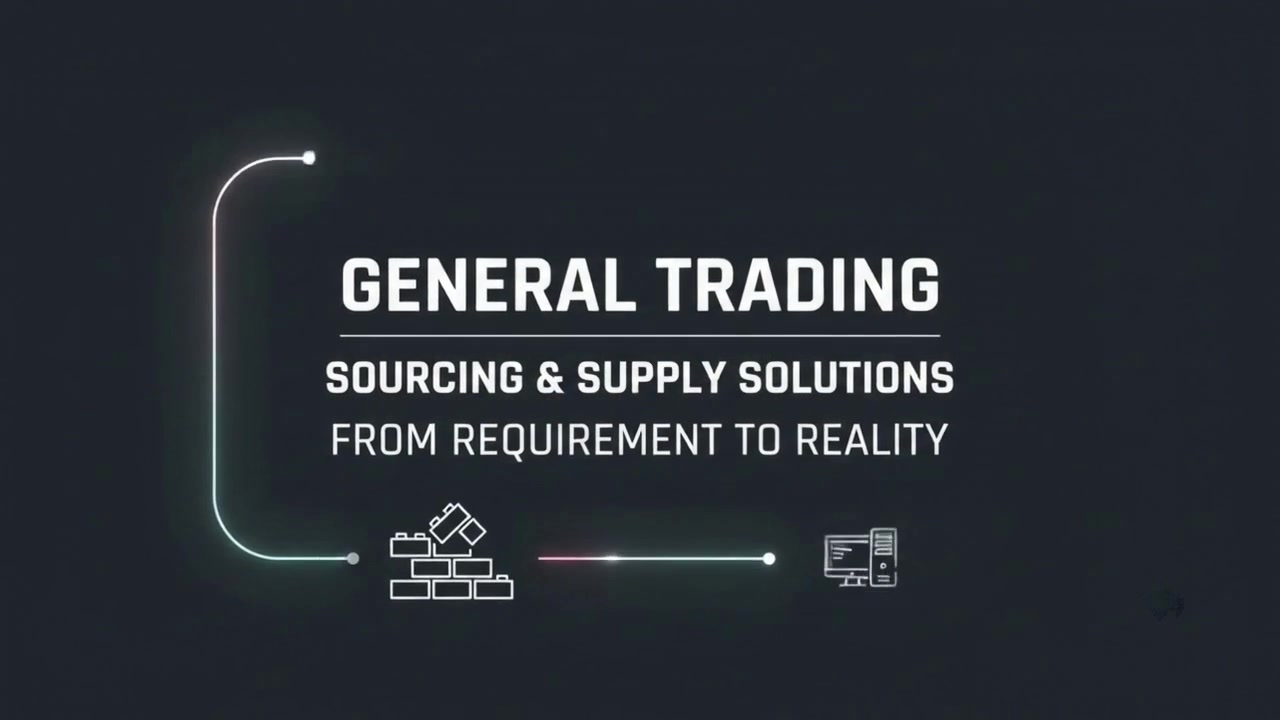 GENERAL TRADING
SOURCING & SUPPLY SOLUTIONS
FROM REQUIREMENT TO REALITY